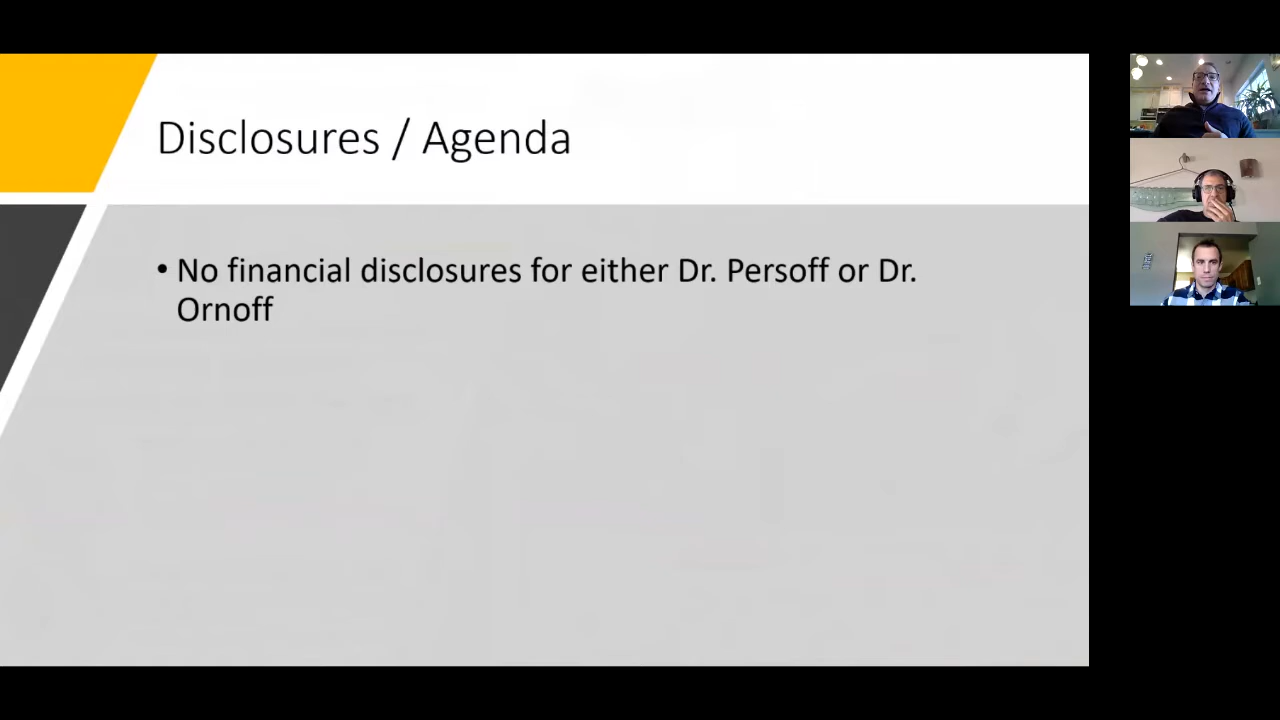 Disclosures / Agenda
• No financial disclosures for either Dr. Persoff or Dr.
Ornoff